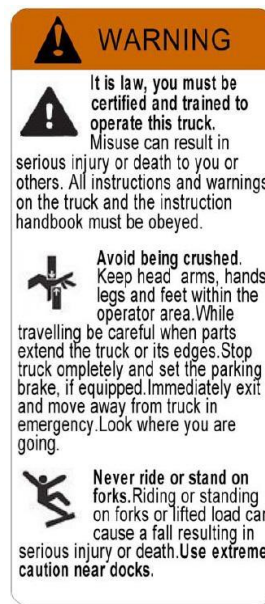 WARNING
It is law, you must be
certified and trained to
operate this truck.
Misuse can result in
serious injury or death to you or
others. All instructions and warnings
on the truck and the instruction
handbook must be obeyed.
Avoid being crushed.
Keep head arms, hands
legs and feet within the
operator area.While
travelling be careful when parts
extend the truck or its edges.Stop
truck ompletely and set the parking
brake, if equipped.Immediately exit
and move away from truck in
emergency.Look where you are
going.
Never ride or stand on
forks.Riding or standing
on forks or lifted load can
cause a fall resulting in
serious injury or death.Use extreme
caution near docks.